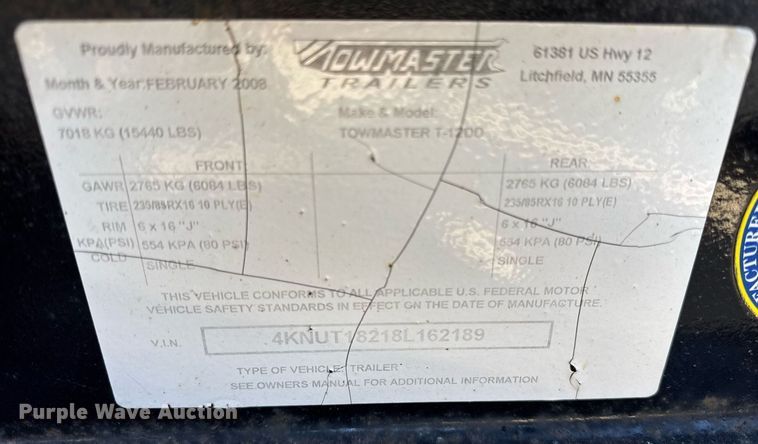 Proudly Manufactured by: TOWMASTER TRAILERS 61381 US Hwy 12
Litchfield, MN 55355
Month & Year: FEBRUARY 2008
GVWR: Make & Model:
7018 KG (15440 LBS) TOWMASTER T-12DD
FRONT REAR
GAWR 2765 KG (6084 LBS) 2765 KG (6084 LBS)
TIRE 235/85RX16 10 PLY(E) 235/85RX16 10 PLY(E)
RIM 6 x 16 "J" 6 x 16 "J"
KPA(PSI) 554 KPA (80 PSI) 554 KPA (80 PSI)
COLD SINGLE SINGLE
THIS VEHICLE CONFORMS TO ALL APPLICABLE U.S. FEDERAL MOTOR
VEHICLE SAFETY STANDARDS IN EFFECT ON THE DATE OF MANUFACTURE.
V.I.N. 4KNUT18218L162189
TYPE OF VEHICLE: TRAILER
SEE OWNERS MANUAL FOR ADDITIONAL INFORMATION
Purple Wave Auction